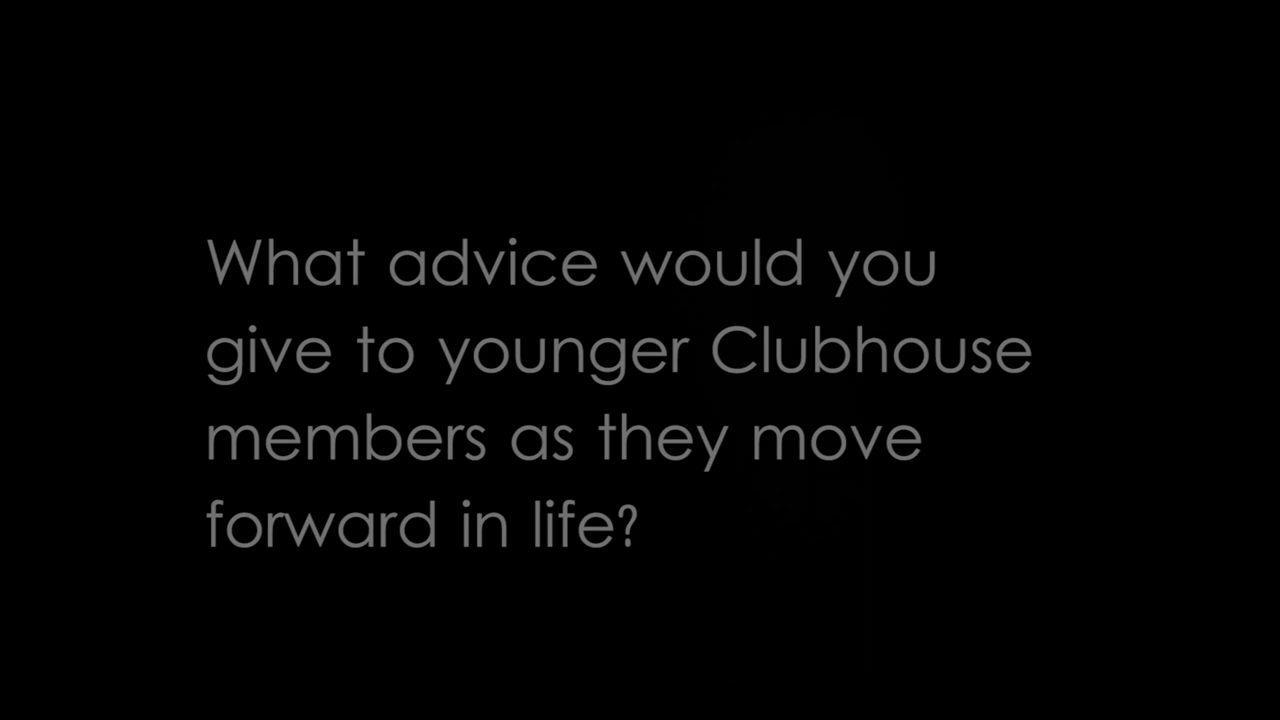 What advice would you
give to younger Clubhouse
members as they move
forward in life?